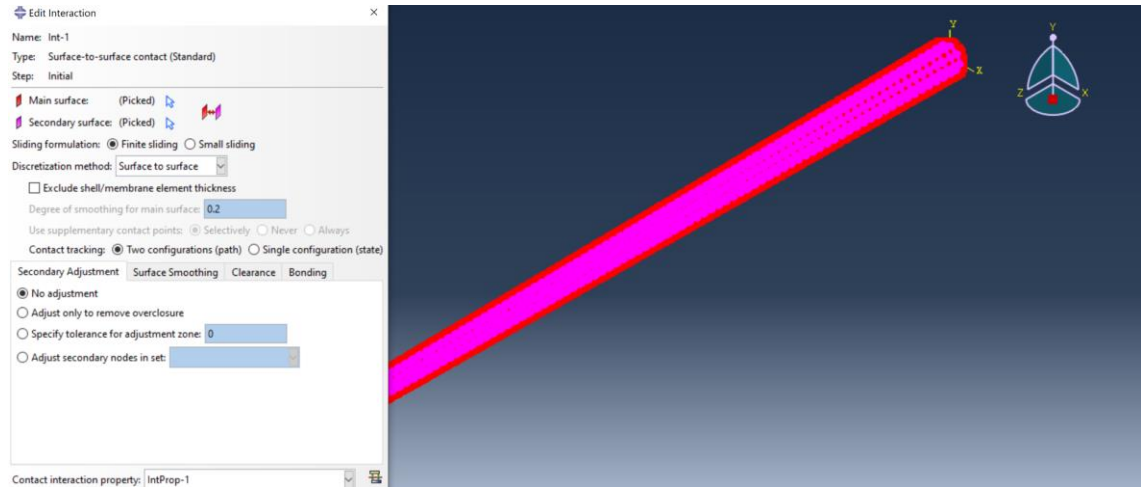 Edit Interaction
Name: Int-1
Type: Surface-to-surface contact (Standard)
Step: Initial
Main surface: (Picked)
Secondary surface: (Picked)
Sliding formulation: Finite sliding Small sliding
Discretization method: Surface to surface
Exclude shell/membrane element thickness
Degree of smoothing for main surface: 0.2
Use supplementary contact points: Selectively Never Always
Contact tracking: Two configurations (path) Single configuration (state)
Secondary Adjustment Surface Smoothing Clearance Bonding
No adjustment
Adjust only to remove overclosure
Specify tolerance for adjustment zone: 0
Adjust secondary nodes in set:
Contact interaction property: IntProp-1
Y
X
Y
Z
X